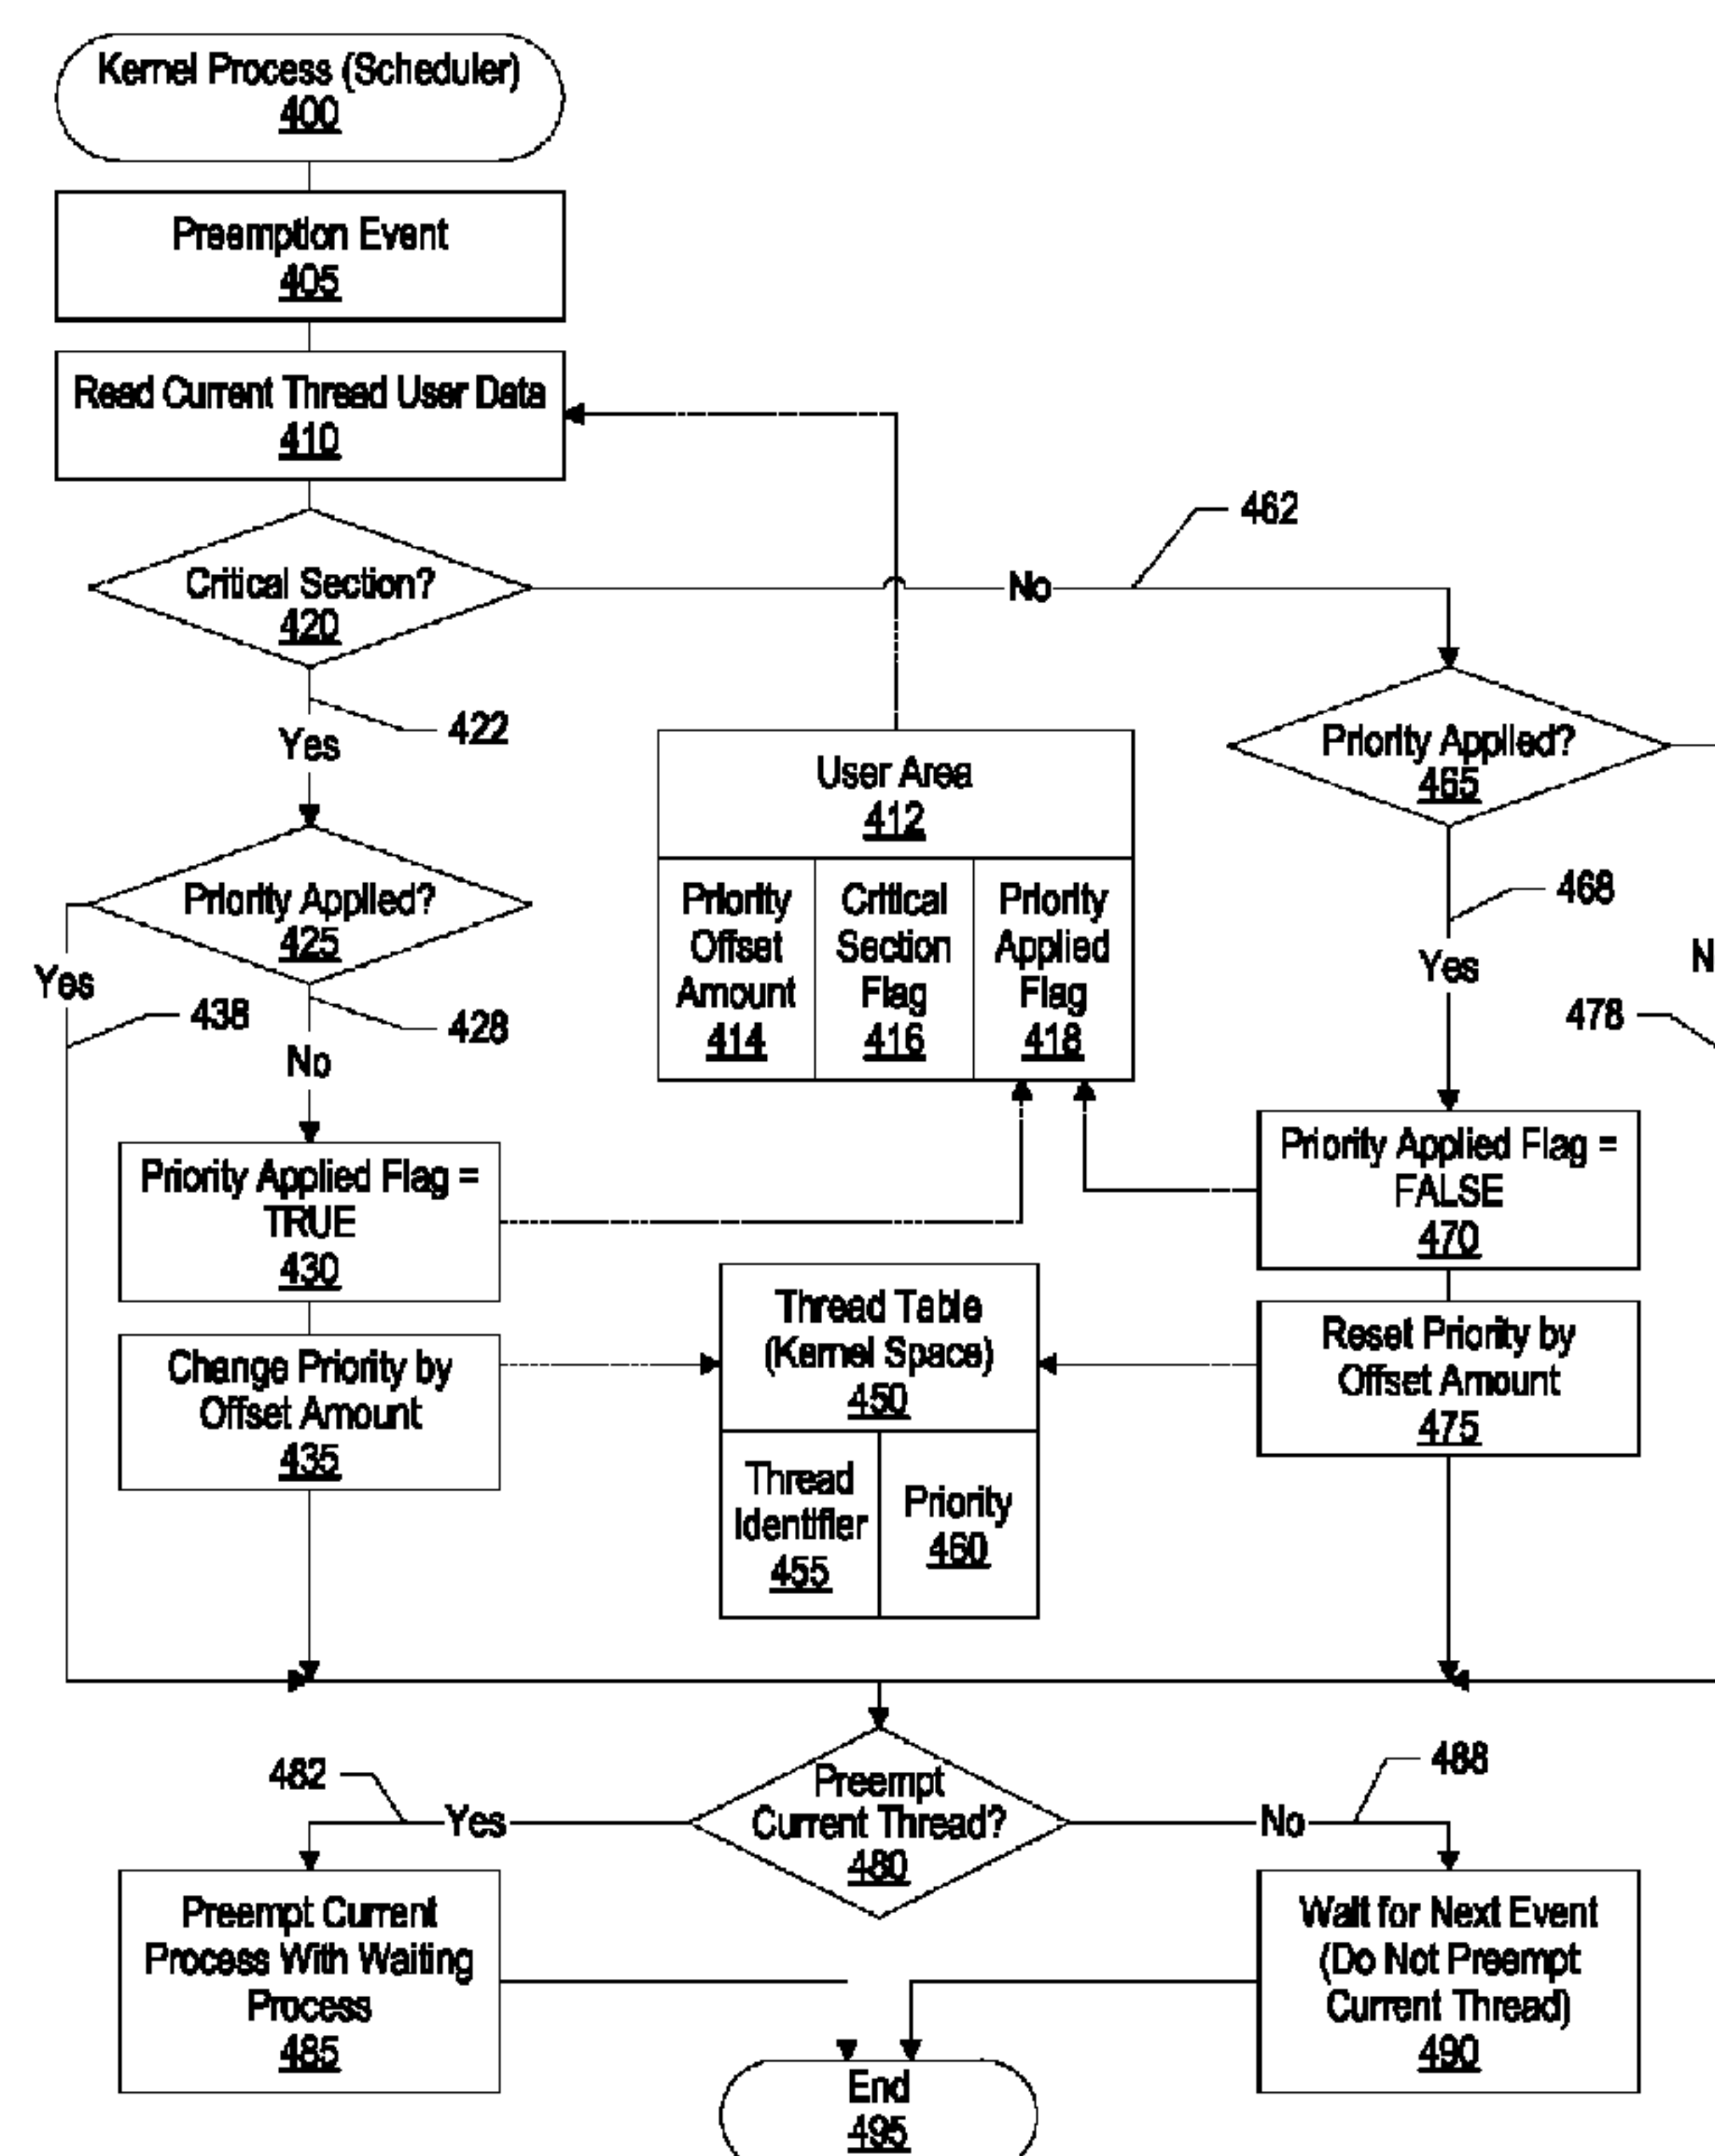 Kernel Process (Scheduler)
400
Preemption Event
405
Read Current Thread User Data
410
462
No
Critical Section?
420
422
Yes
User Area
412
Priority Applied?
465
Priority
Offset
Amount
414
Critical
Section
Flag
416
Priority
Applied
Flag
418
468
Priority Applied?
425
Yes
Yes
N
438
428
478
No
Priority Applied Flag =
FALSE
470
Priority Applied Flag =
TRUE
430
Thread Table
(Kernel Space)
450
Reset Priority by
Offset Amount
475
Change Priority by
Offset Amount
435
Thread
Identifier
455
Priority
460
482
Yes
Preempt
Current Thread?
480
No
488
Preempt Current
Process With Waiting
Process
485
Wait for Next Event
(Do Not Preempt
Current Thread)
490
End
495